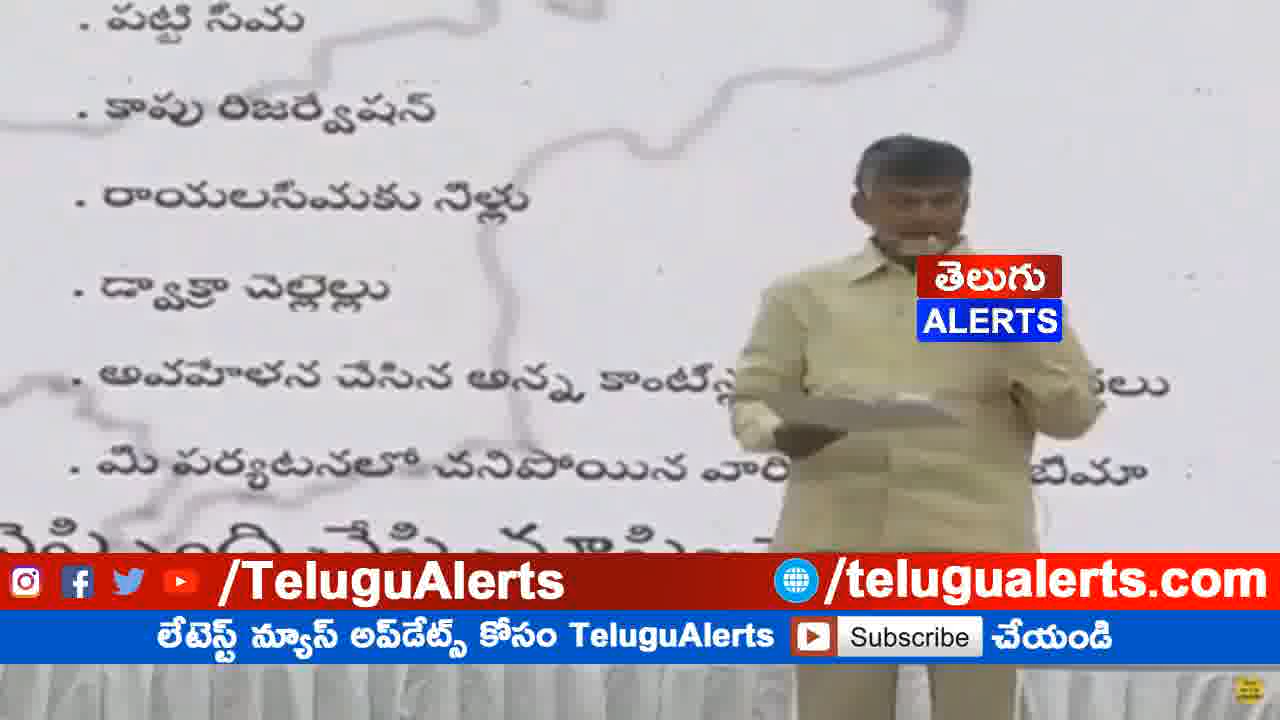 . పట్టి సీమ
. కాపు రిజర్వేషన్
. రాయలసీమకు నీళ్లు
. డ్వాక్రా చెల్లెల్లు
. అవహేళన చేసిన అన్న కాంటీన్ల
. మీ పర్యటనలో చనిపోయిన వారి బీమా
తెలుగు
ALERTS
/TeluguAlerts
/telugualerts.com
లేటెస్ట్ న్యూస్ అప్‌డేట్స్ కోసం TeluguAlerts Subscribe చేయండి